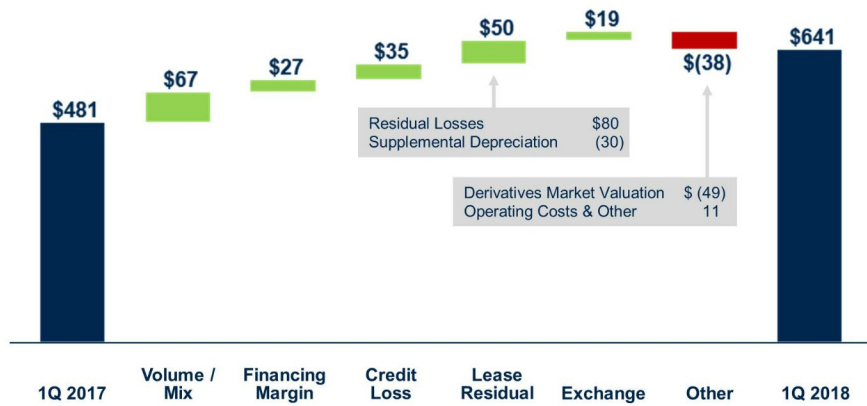 $481
$67
$27
$35
$50
$19
$(38)
$641
Residual Losses $80
Supplemental Depreciation (30)
Derivatives Market Valuation $ (49)
Operating Costs & Other 11
1Q 2017
Volume /
Mix
Financing
Margin
Credit
Loss
Lease
Residual
Exchange
Other
1Q 2018